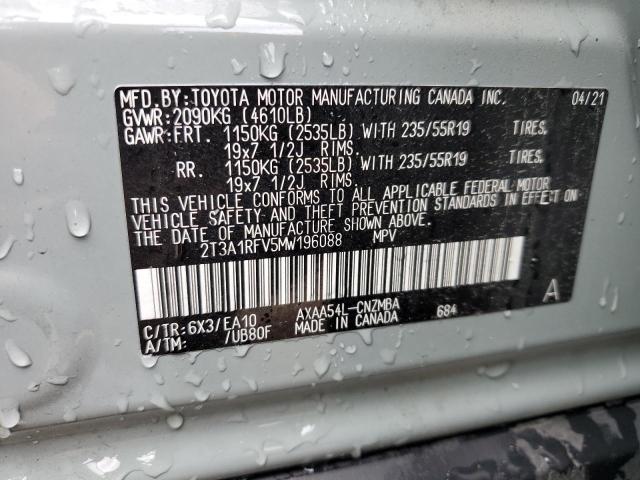 MFD.BY:TOYOTA MOTOR MANUFACTURING CANADA INC. 04/21
GVWR:2090KG (4610LB)
GAWR:FRT. 1150KG (2535LB) WITH 235/55R19 TIRES.
19x7 1/2J RIMS.
RR. 1150KG (2535LB) WITH 235/55R19 TIRES.
19x7 1/2J RIMS.
THIS VEHICLE CONFORMS TO ALL APPLICABLE FEDERAL MOTOR
VEHICLE SAFETY AND THEFT PREVENTION STANDARDS IN EFFECT ON
THE DATE OF MANUFACTURE SHOWN ABOVE.
2T3A1RFV5MW196088 MPV
C/TR:6X3/EA10 AXAA54L-CNZMBA A
A/TM: /UB80F MADE IN CANADA 684